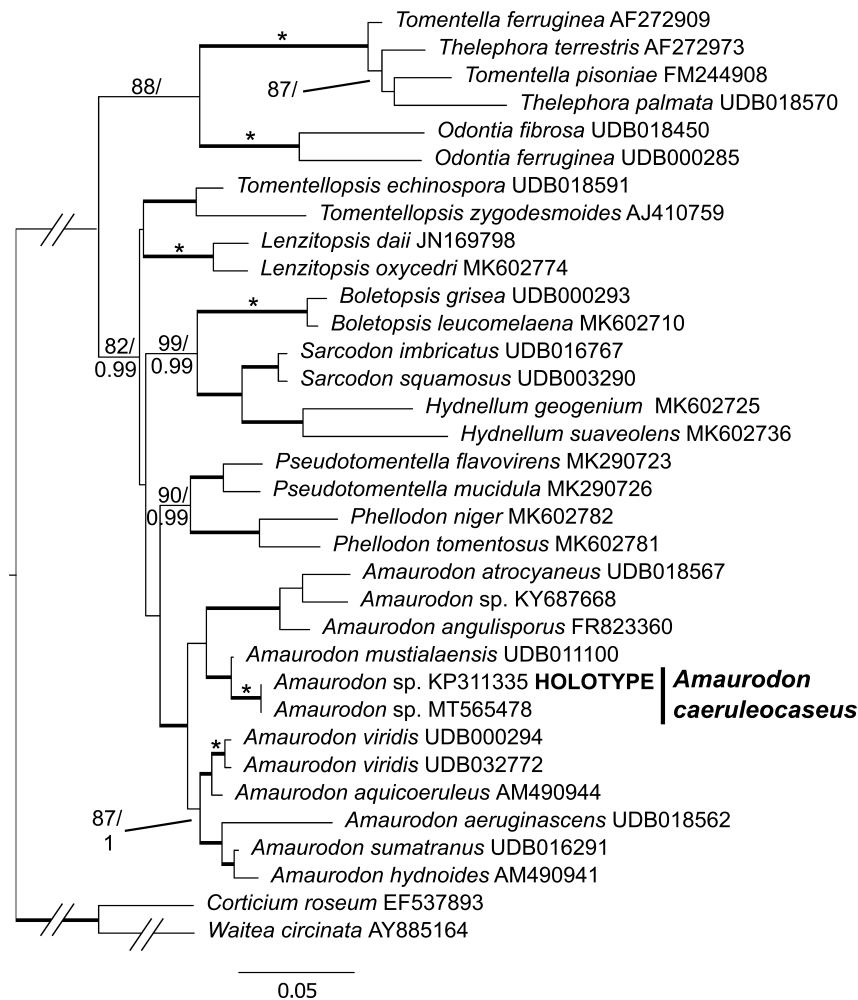 *
Tomentella ferruginea AF272909
Thelephora terrestris AF272973
87/
Tomentella pisoniae FM244908
88/
Thelephora palmata UDB018570
*
Odontia fibrosa UDB018450
Odontia ferruginea UDB000285
Tomentellopsis echinospora UDB018591
Tomentellopsis zygodesmoides AJ410759
*
Lenzitopsis daii JN169798
Lenzitopsis oxycedri MK602774
*
Boletopsis grisea UDB000293
Boletopsis leucomelaena MK602710
82/
0.99
99/
0.99
Sarcodon imbricatus UDB016767
Sarcodon squamosus UDB003290
Hydnellum geogenium MK602725
Hydnellum suaveolens MK602736
Pseudotomentella flavovirens MK290723
Pseudotomentella mucidula MK290726
90/
0.99
Phellodon niger MK602782
Phellodon tomentosus MK602781
Amaurodon atrocyaneus UDB018567
Amaurodon sp. KY687668
Amaurodon angulisporus FR823360
Amaurodon mustialaensis UDB011100
*
Amaurodon sp. KP311335 HOLOTYPE
Amaurodon sp. MT565478
Amaurodon
caeruleocaseus
*
Amaurodon viridis UDB000294
Amaurodon viridis UDB032772
Amaurodon aquicoeruleus AM490944
87/
1
Amaurodon aeruginascens UDB018562
Amaurodon sumatranus UDB016291
Amaurodon hydnoides AM490941
Corticium roseum EF537893
Waitea circinata AY885164
0.05